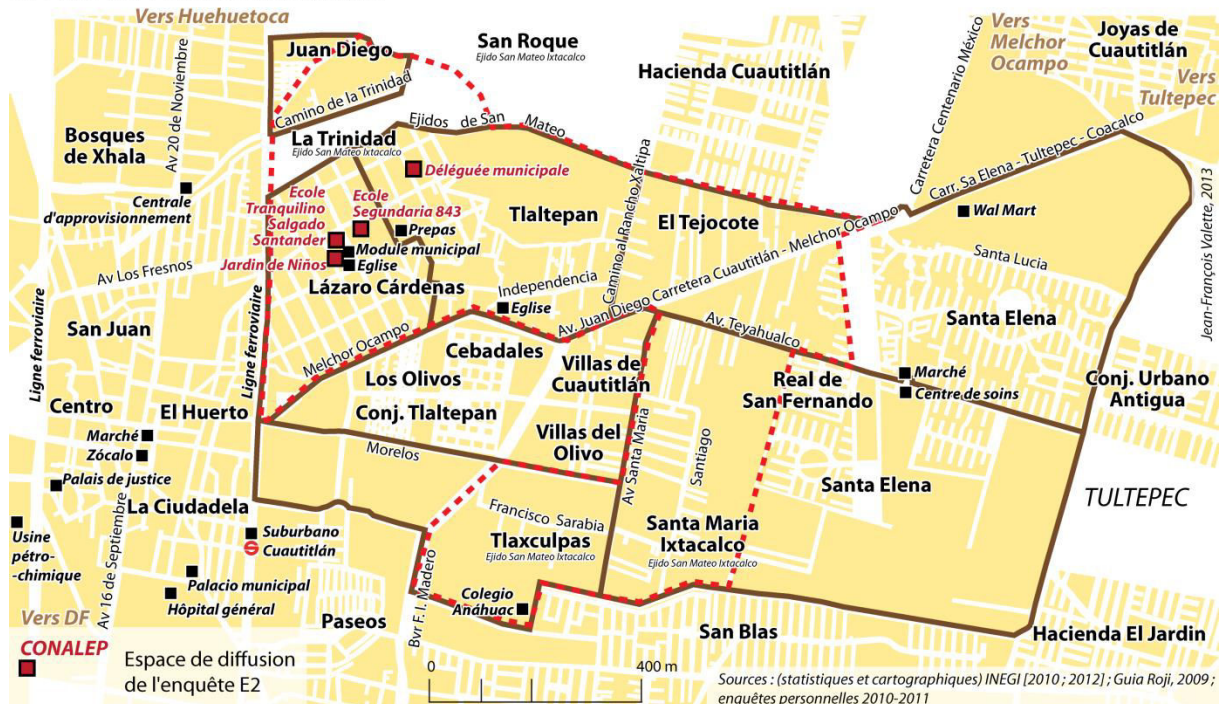 Vers Huehuetoca
Juan Diego
San Roque
Ejido San Mateo Ixtacalco
Hacienda Cuautitlán
Vers
Melchor
Ocampo
Joyas de
Cuautitlán
Vers
Tultepec
Av 20 de Noviembre
Camino de la Trinidad
Bosques
de Xhala
La Trinidad
Ejido San Mateo Ixtacalco
Ejidos de San Mateo
Carretera Centenario México
Carr. Sa Elena - Tultepec - Coacalco
Déléguée municipale
Centrale
d'approvisionnement
Ecole
Tranquilino
Salgado
Santander
Ecole
Segundaria 843
Prepas
Tlaltepan
Camino al Rancho Xaltipa
El Tejocote
Wal Mart
Module municipal
Jardin de Niños
Eglise
Av Los Fresnos
Lázaro Cárdenas
Independencia
Eglise
Av. Juan Diego Carretera Cuautitlán - Melchor Ocampo
Santa Lucia
Jean-François Valette, 2013
San Juan
Ligne ferroviaire
Ligne ferroviaire
Melchor Ocampo
Cebadales
Av. Teyahualco
Santa Elena
Los Olivos
Villas de
Cuautitlán
Real de
San Fernando
Marché
Centre de soins
Conj. Urbano
Antigua
Centro
El Huerto
Conj. Tlaltepan
Marché
Zócalo
Morelos
Villas del
Olivo
Av Santa Maria
Santiago
Palais de justice
La Ciudadela
Santa Elena
TULTEPEC
Usine
pétro-
-chimique
Av 16 de Septiembre
Suburbano
Cuautitlán
Francisco Sarabia
Tlaxculpas
Ejido San Mateo Ixtacalco
Santa Maria
Ixtacalco
Ejido San Mateo Ixtacalco
Palacio municipal
Hôpital général
Bvr F. I. Madero
Colegio
Anáhuac
Vers DF
Paseos
San Blas
Hacienda El Jardin
CONALEP
Espace de diffusion
de l'enquête E2
0 400 m
Sources : (statistiques et cartographiques) INEGI [2010 ; 2012] ; Guia Roji, 2009 ;
enquêtes personnelles 2010-2011